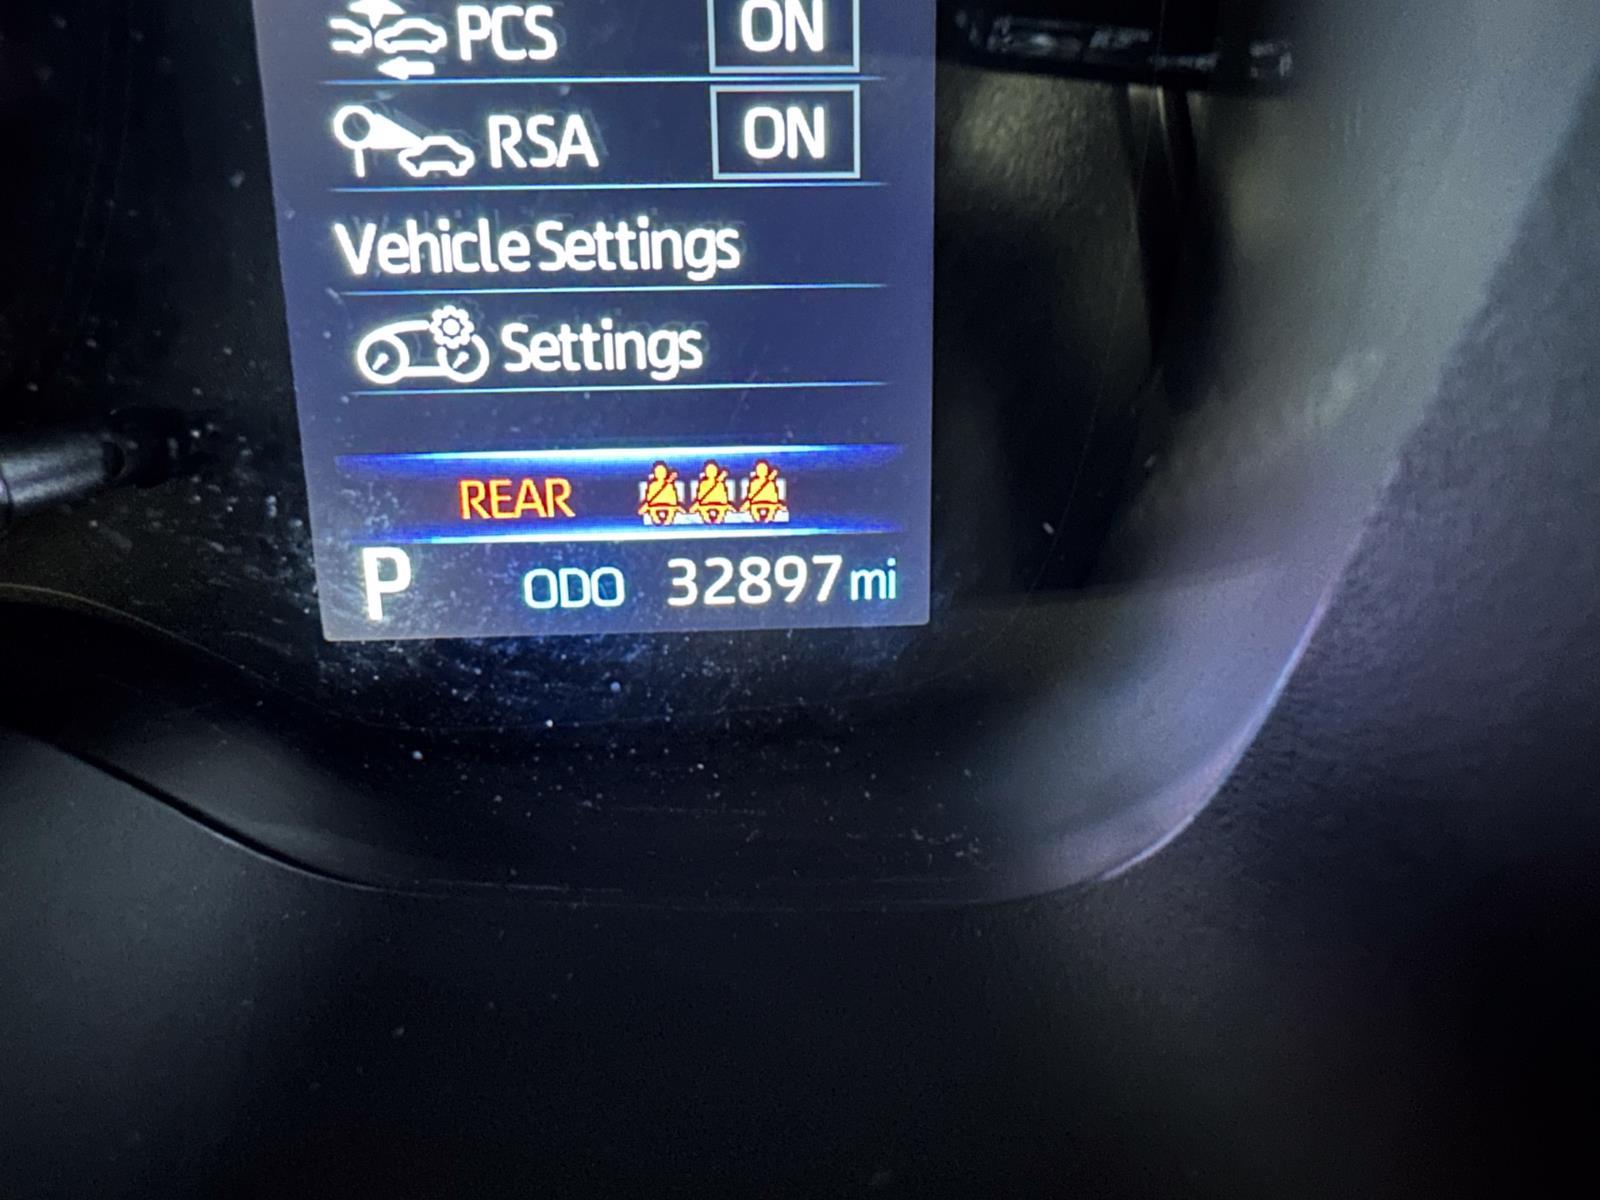 PCS ON
RSA ON
Vehicle Settings
Settings
REAR
P ODO 32897 mi